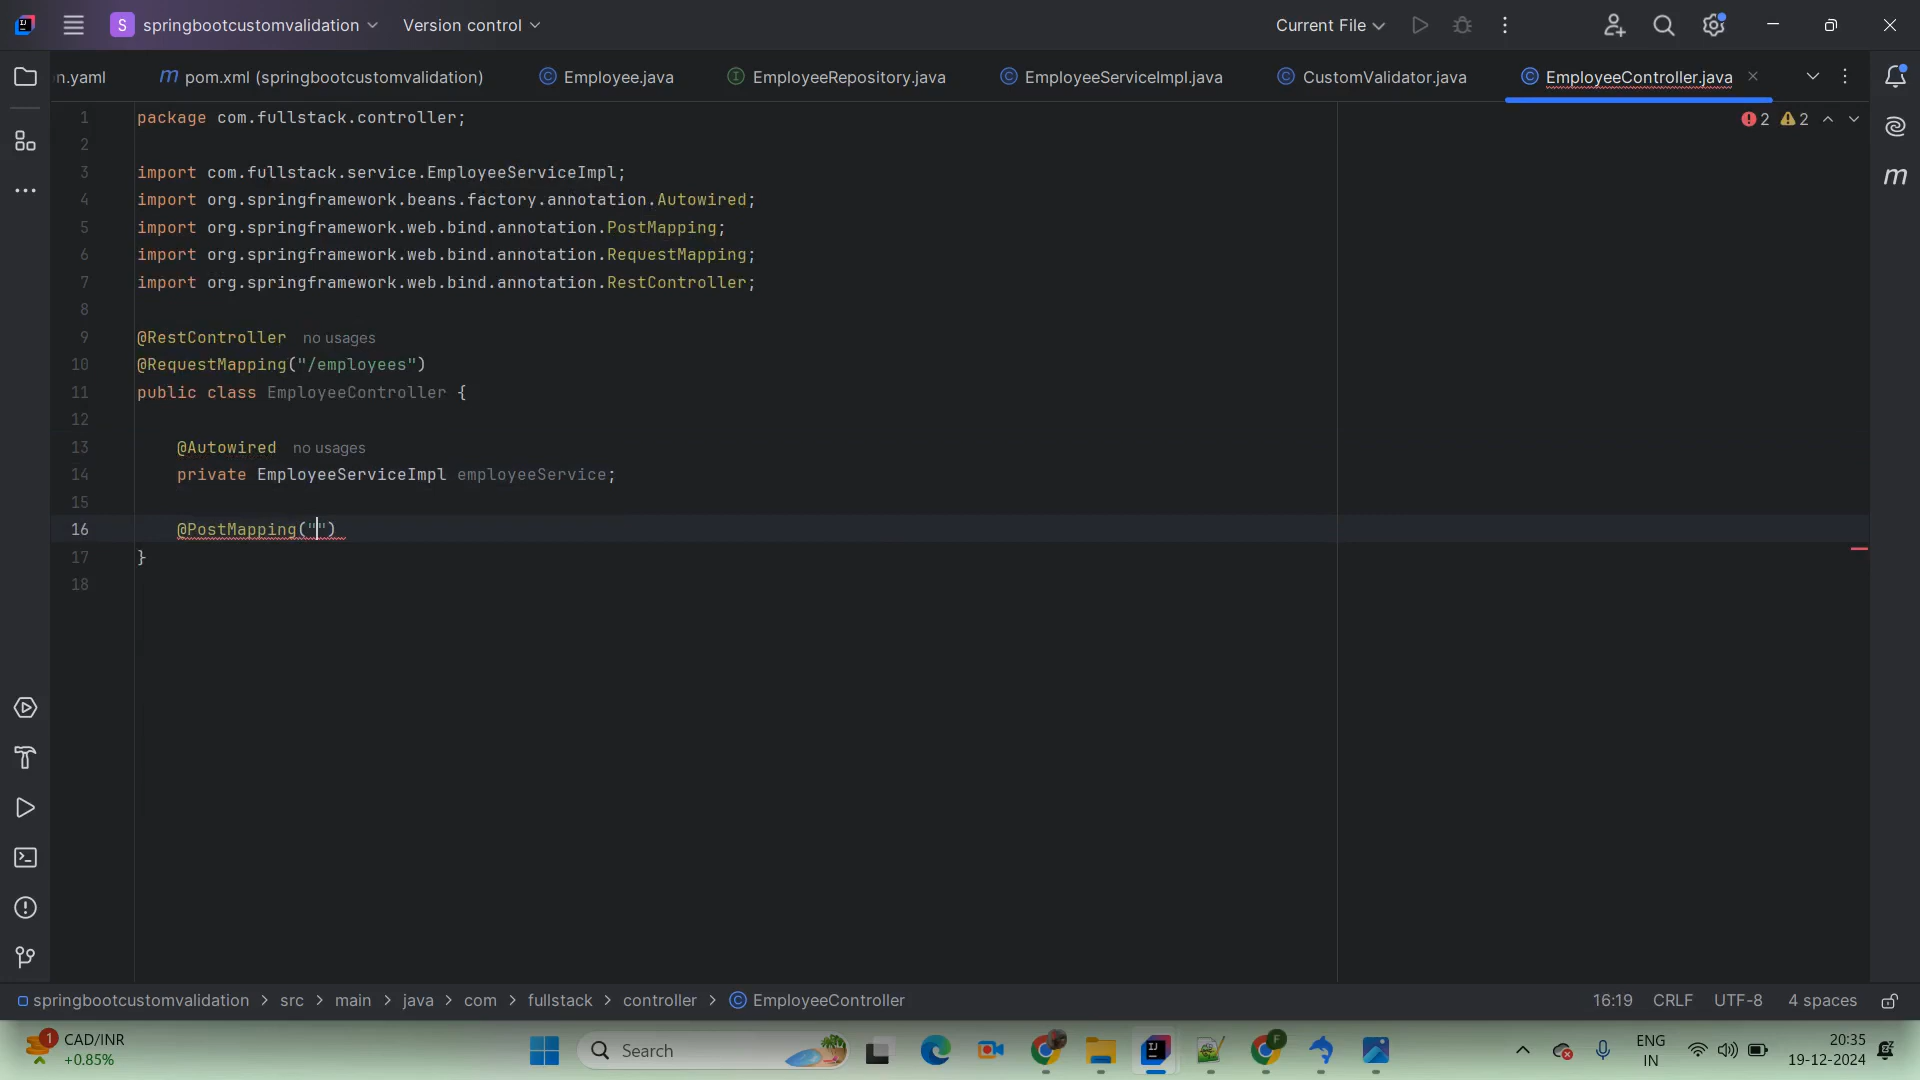 S springbootcustomvalidation Version control Current File
n.yaml m pom.xml (springbootcustomvalidation) Employee.java EmployeeRepository.java EmployeeServiceImpl.java CustomValidator.java EmployeeController.java
1 package com.fullstack.controller; 2 2
2
3 import com.fullstack.service.EmployeeServiceImpl;
4 import org.springframework.beans.factory.annotation.Autowired;
5 import org.springframework.web.bind.annotation.PostMapping;
6 import org.springframework.web.bind.annotation.RequestMapping;
7 import org.springframework.web.bind.annotation.RestController;
8
9 @RestController no usages
10 @RequestMapping("/employees")
11 public class EmployeeController {
12
13 @Autowired no usages
14 private EmployeeServiceImpl employeeService;
15
16 @PostMapping("")
17 }
18
springbootcustomvalidation > src > main > java > com > fullstack > controller > EmployeeController 16:19 CRLF UTF-8 4 spaces
1 CAD/INR
+0.85%
Search
ENG
IN
20:35
19-12-2024